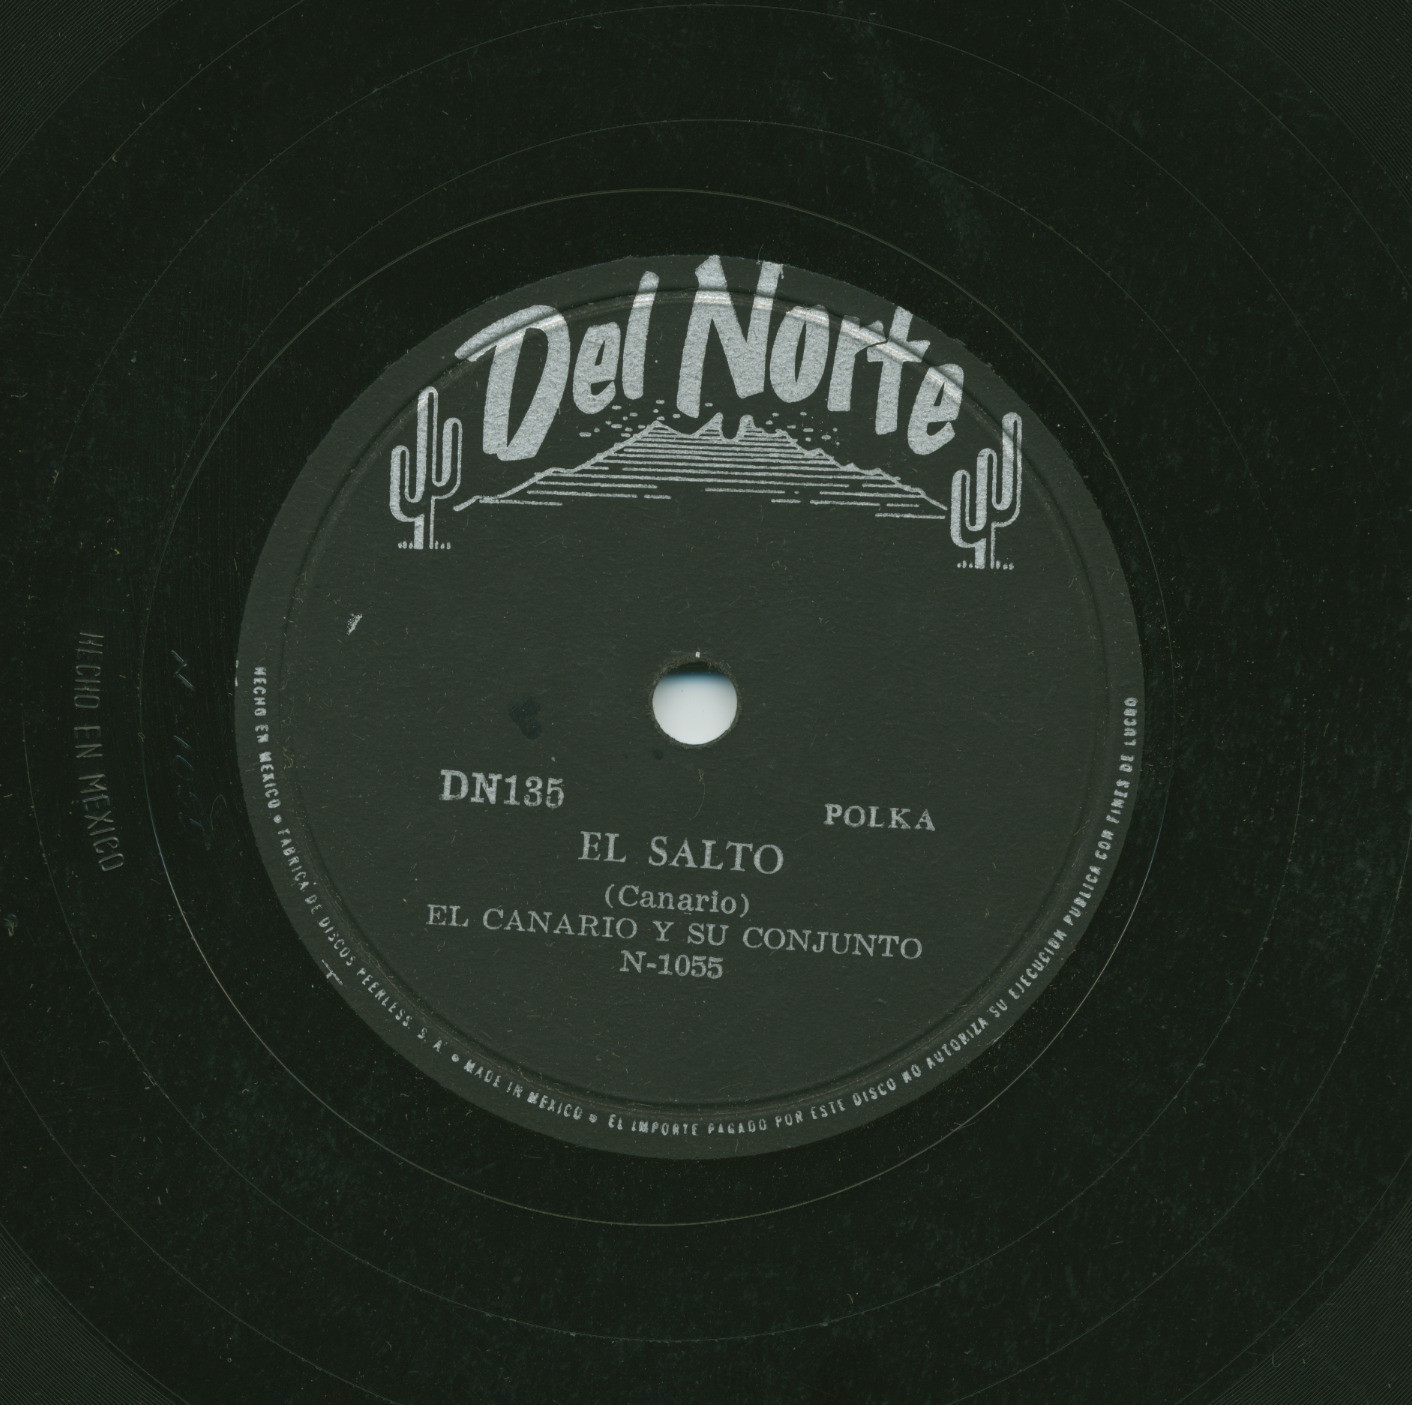 Del Norte
DN135
POLKA
EL SALTO
(Canario)
EL CANARIO Y SU CONJUNTO
N-1055
HECHO EN MEXICO • FABRICA DE DISCOS PEERLESS, S. A. • MADE IN MEXICO • EL IMPORTE PAGADO POR ESTE DISCO NO AUTORIZA SU EJECUCION PUBLICA CON FINES DE LUCRO
HECHO EN MEXICO